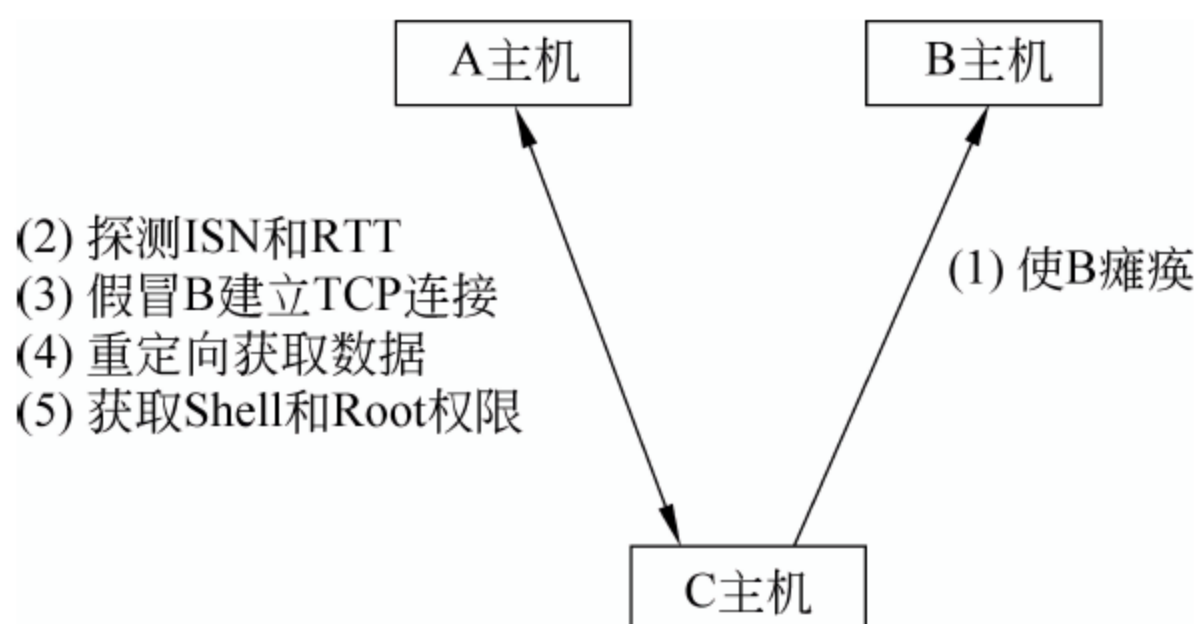 A主机
B主机
(2) 探测ISN和RTT
(3) 假冒B建立TCP连接
(4) 重定向获取数据
(5) 获取Shell和Root权限
(1) 使B瘫痪
C主机